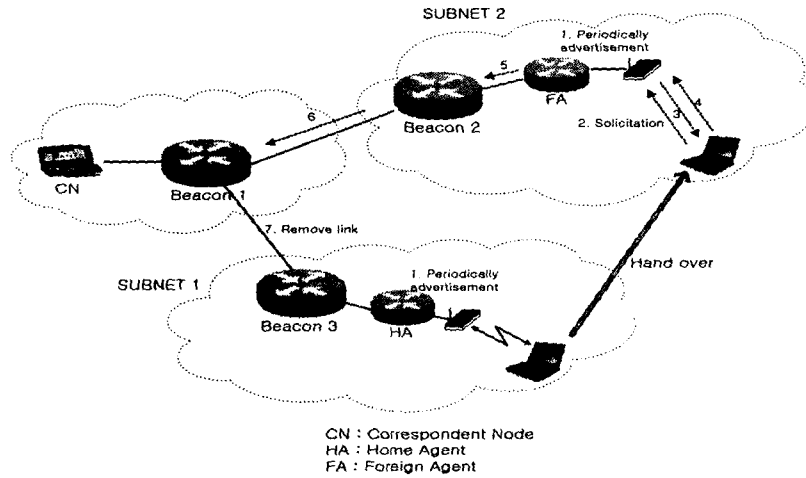 SUBNET 2
1. Periodically
advertisement
5
FA
Beacon 2
6
2. Solicitation
3
4
CN
Beacon 1
7. Remove link
Hand over
SUBNET 1
1. Periodically
advertisement
Beacon 3
HA
CN : Correspondent Node
HA : Home Agent
FA : Foreign Agent